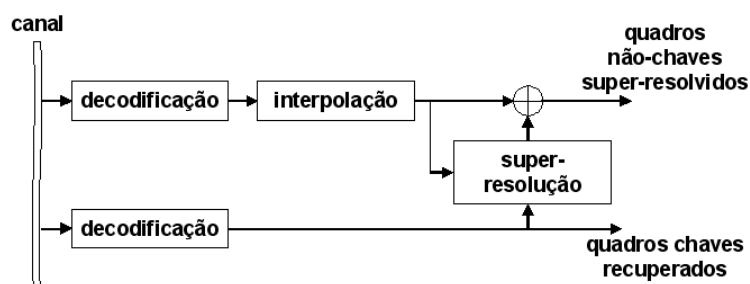 canal
quadros
não-chaves
super-resolvidos
decodificação
interpolação
super-
resolução
decodificação
quadros chaves
recuperados